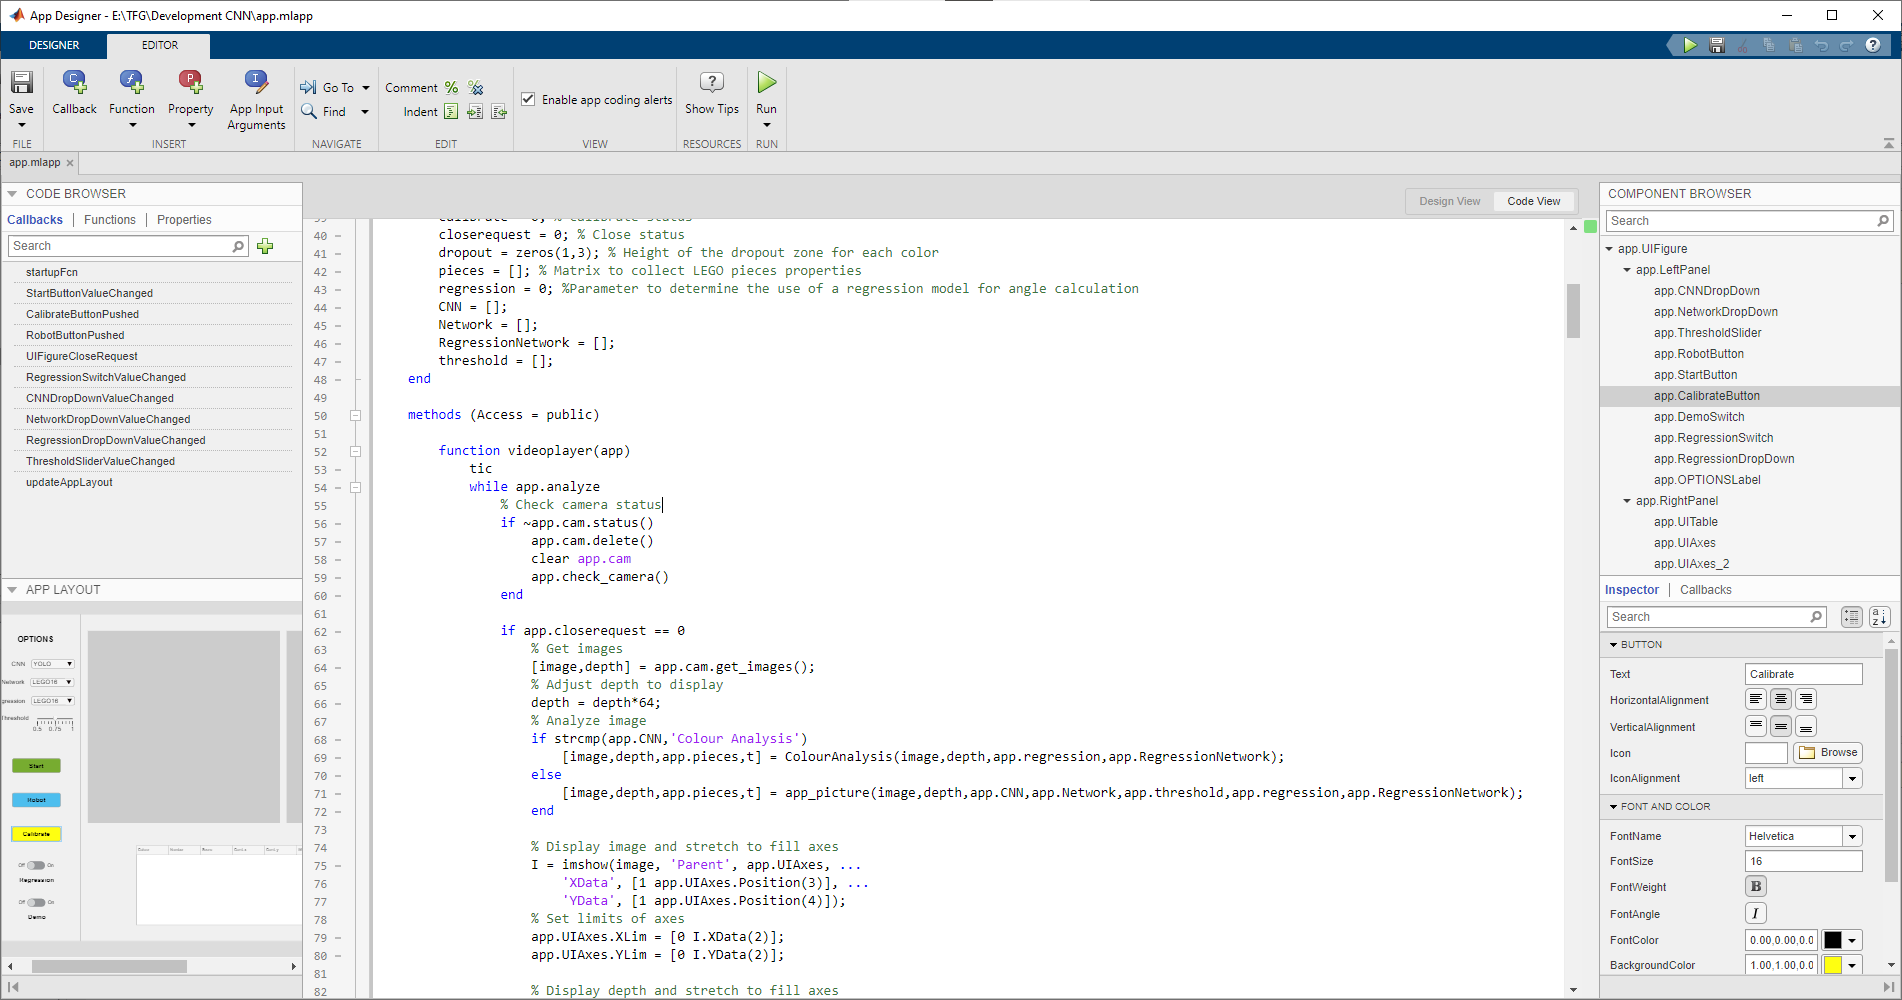 App Designer - E:\TFG\Development CNN\app.mlapp
DESIGNER
EDITOR
Save
Callback
Function
Property
App Input
Arguments
Go To
Find
Comment
Indent
Enable app coding alerts
Show Tips
Run
FILE
INSERT
NAVIGATE
EDIT
VIEW
RESOURCES
RUN
app.mlapp
CODE BROWSER
Callbacks
Functions
Properties
Search
startupFcn
StartButtonValueChanged
CalibrateButtonPushed
RobotButtonPushed
UIFigureCloseRequest
RegressionSwitchValueChanged
CNNDropDownValueChanged
NetworkDropDownValueChanged
RegressionDropDownValueChanged
ThresholdSliderValueChanged
updateAppLayout
APP LAYOUT
OPTIONS
CNN YOLO
Network LEGO16
gression LEGO16
Threshold
0.5 0.75 1
Start
Robot
Calibrate
Off On
Regression
Off On
Demo
Design View
Code View
39 calibrate = 0; % Calibrate status
40 closerequest = 0; % Close status
41 dropout = zeros(1,3); % Height of the dropout zone for each color
42 pieces = []; % Matrix to collect LEGO pieces properties
43 regression = 0; %Parameter to determine the use of a regression model for angle calculation
44 CNN = [];
45 Network = [];
46 RegressionNetwork = [];
47 threshold = [];
48 end
49
50 methods (Access = public)
51
52 function videoplayer(app)
53 tic
54 while app.analyze
55 % Check camera status
56 if ~app.cam.status()
57 app.cam.delete()
58 clear app.cam
59 app.check_camera()
60 end
61
62 if app.closerequest == 0
63 % Get images
64 [image,depth] = app.cam.get_images();
65 % Adjust depth to display
66 depth = depth*64;
67 % Analyze image
68 if strcmp(app.CNN,'Colour Analysis')
69 [image,depth,app.pieces,t] = ColourAnalysis(image,depth,app.regression,app.RegressionNetwork);
70 else
71 [image,depth,app.pieces,t] = app_picture(image,depth,app.CNN,app.Network,app.threshold,app.regression,app.RegressionNetwork);
72 end
73
74 % Display image and stretch to fill axes
75 I = imshow(image, 'Parent', app.UIAxes, ...
76 'XData', [1 app.UIAxes.Position(3)], ...
77 'YData', [1 app.UIAxes.Position(4)]);
78 % Set limits of axes
79 app.UIAxes.XLim = [0 I.XData(2)];
80 app.UIAxes.YLim = [0 I.YData(2)];
81
82 % Display depth and stretch to fill axes
COMPONENT BROWSER
Search
app.UIFigure
app.LeftPanel
app.CNNDropDown
app.NetworkDropDown
app.ThresholdSlider
app.RobotButton
app.StartButton
app.CalibrateButton
app.DemoSwitch
app.RegressionSwitch
app.RegressionDropDown
app.OPTIONSLabel
app.RightPanel
app.UITable
app.UIAxes
app.UIAxes_2
Inspector
Callbacks
Search
BUTTON
Text Calibrate
HorizontalAlignment
VerticalAlignment
Icon Browse
IconAlignment left
FONT AND COLOR
FontName Helvetica
FontSize 16
FontWeight B
FontAngle I
FontColor 0.00,0.00,0.0
BackgroundColor 1.00,1.00,0.0